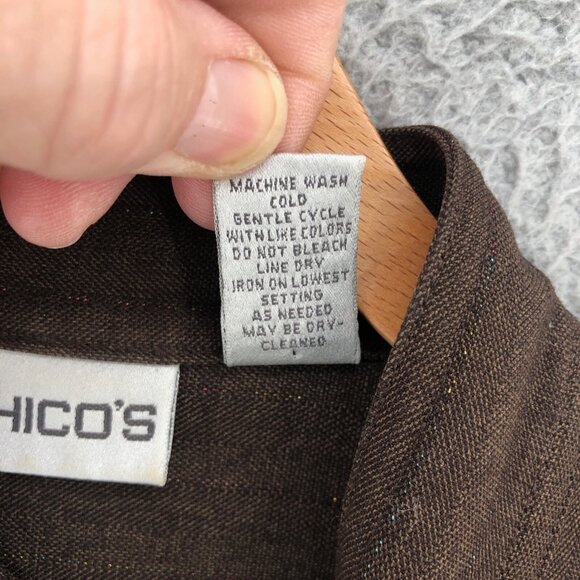 MACHINE WASH
COLD
GENTLE CYCLE
WITH LIKE COLORS
DO NOT BLEACH
LINE DRY
IRON ON LOWEST
SETTING
AS NEEDED
MAY BE DRY-
CLEANED
HICO'S